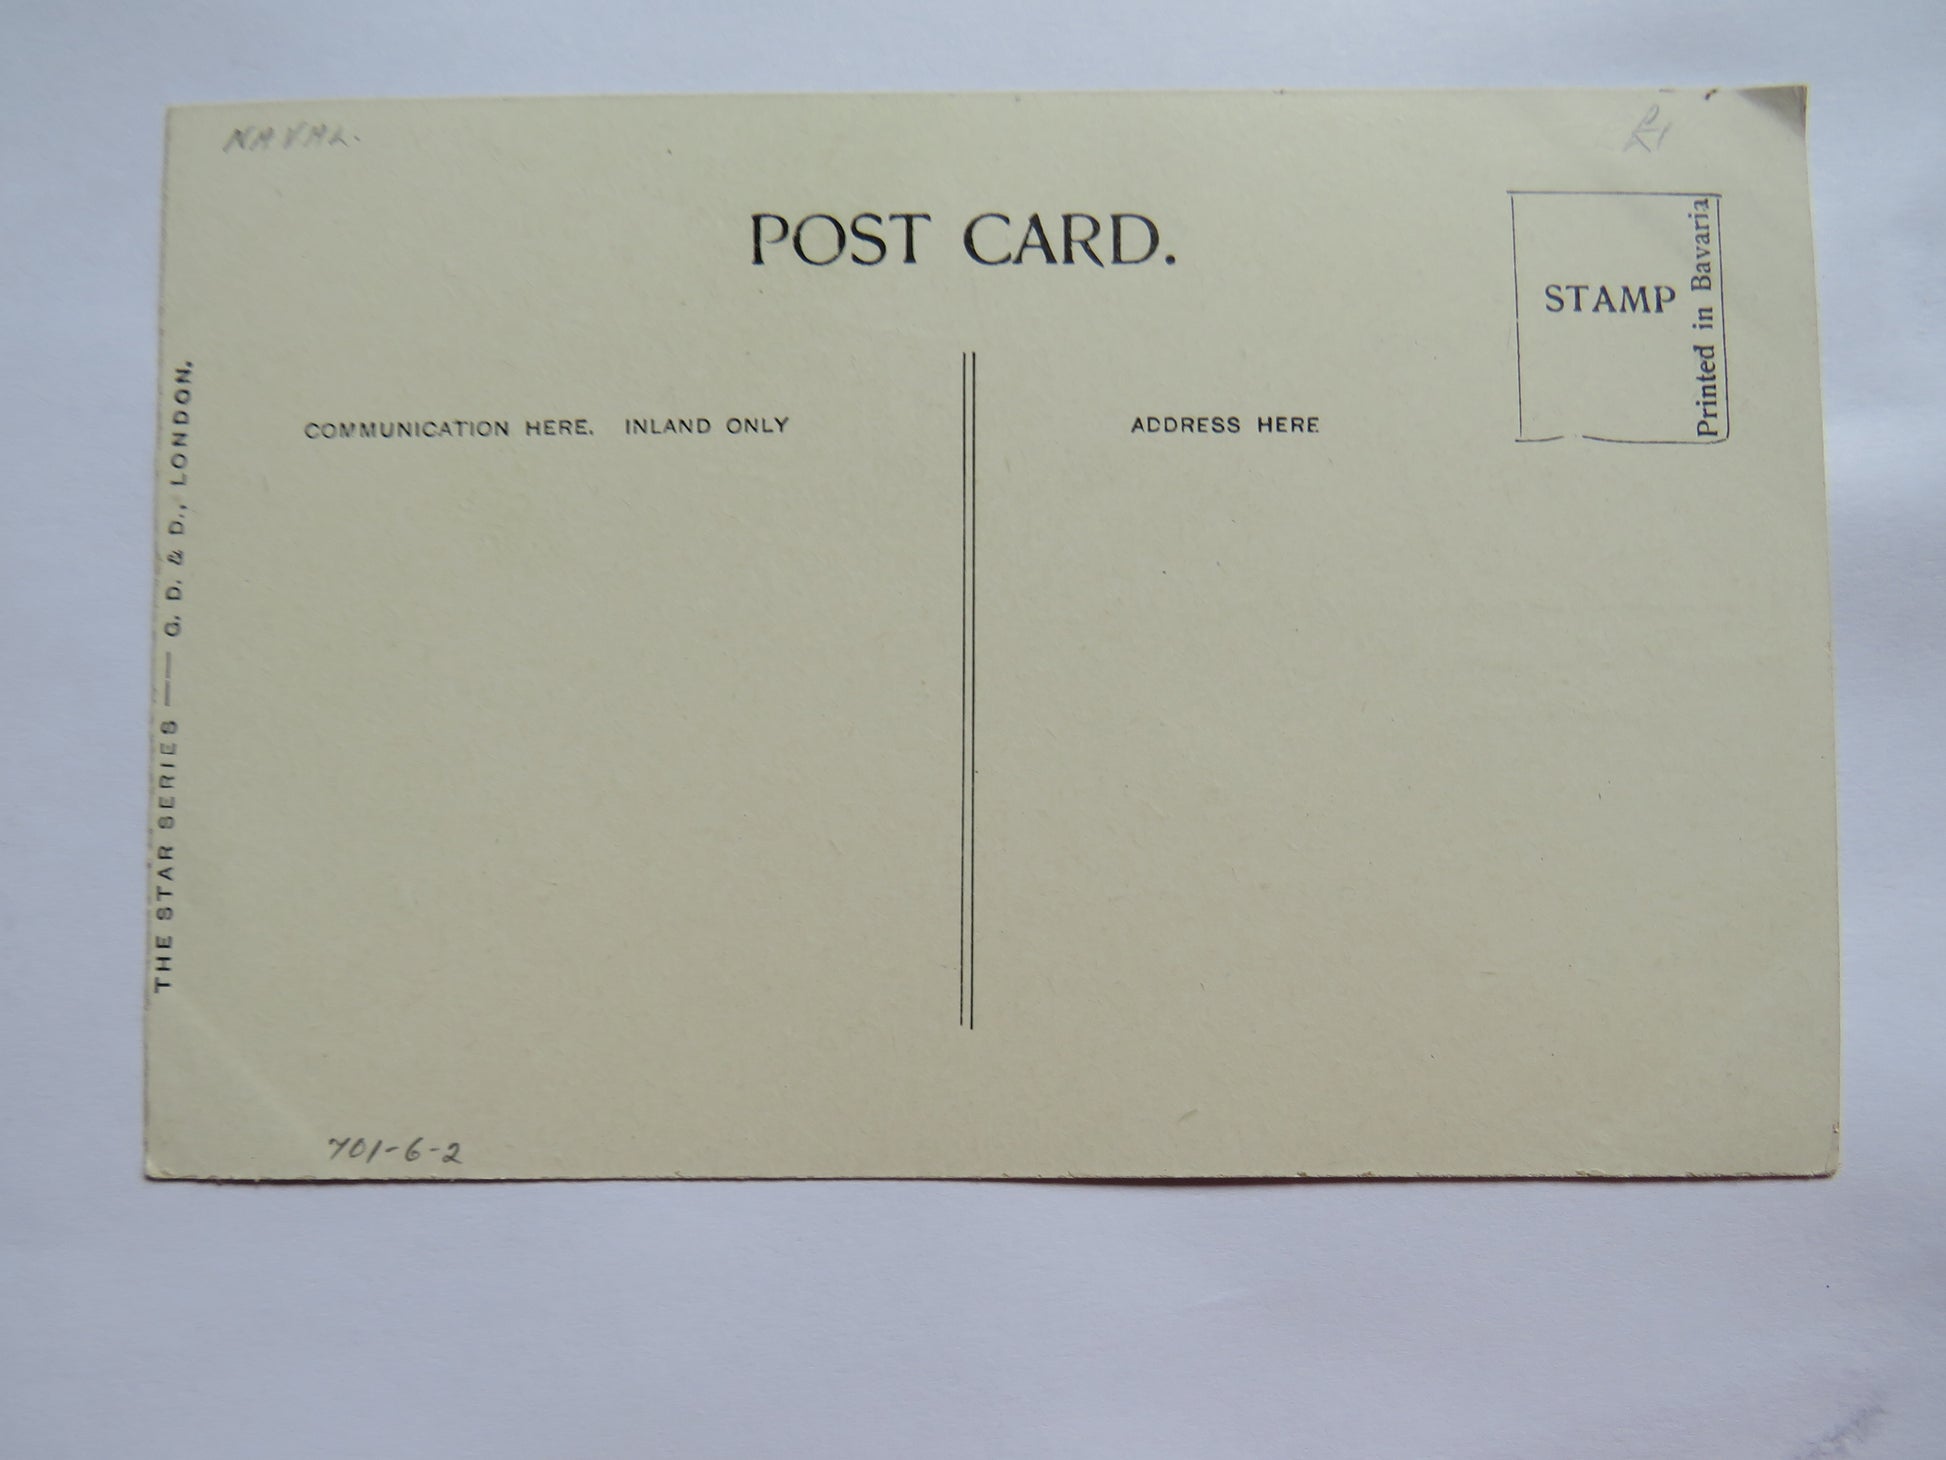 NAVAL.
POST CARD.
STAMP
Printed in Bavaria
COMMUNICATION HERE. INLAND ONLY
ADDRESS HERE
THE STAR SERIES — G. D. & D., LONDON.
701-6-2